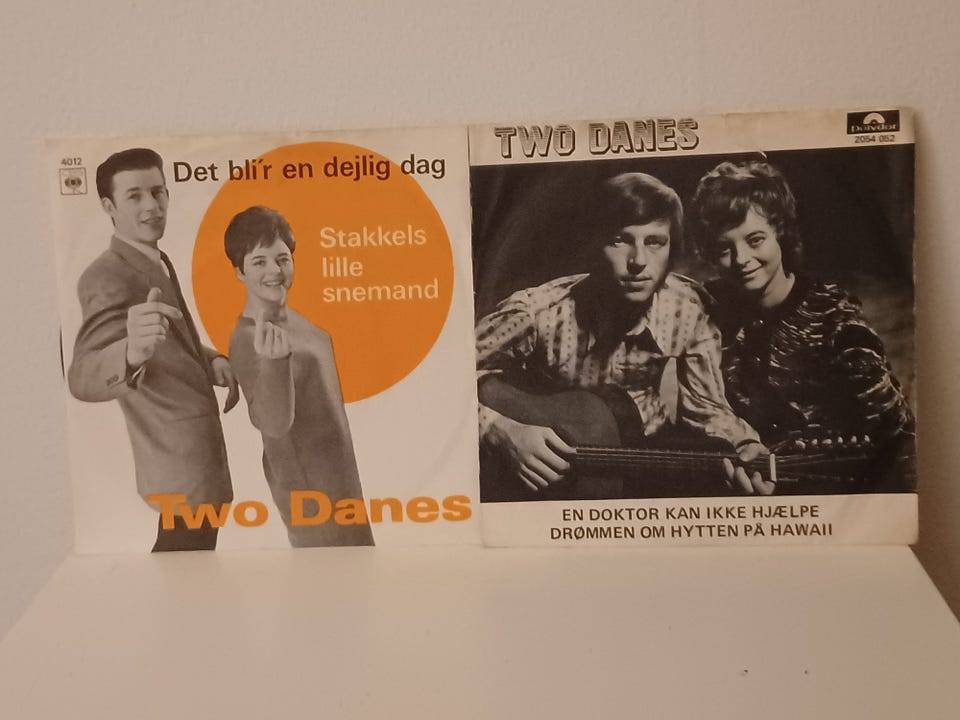 4012
Det bli'r en dejlig dag
Stakkels
lille
snemand
Two Danes
TWO DANES
Polydor
2054 052
EN DOKTOR KAN IKKE HJÆLPE
DRØMMEN OM HYTTEN PÅ HAWAII